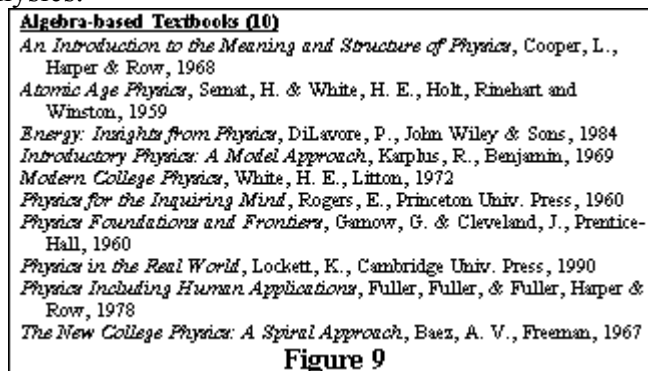 hysics.
Algebra-based Textbooks (10)
An Introduction to the Meaning and Structure of Physics, Cooper, L.,
Harper & Row, 1968
Atomic Age Physics, Semat, H. & White, H. E., Holt, Rinehart and
Winston, 1959
Energy: Insights from Physics, DiLavore, P., John Wiley & Sons, 1984
Introductory Physics: A Model Approach, Karplus, R., Benjamin, 1969
Modern College Physics, White, H. E., Litton, 1972
Physics for the Inquiring Mind, Rogers, E., Princeton Univ. Press, 1960
Physics Foundations and Frontiers, Gamow, G. & Cleveland, J., Prentice-
Hall, 1960
Physics in the Real World, Lockett, K., Cambridge Univ. Press, 1990
Physics Including Human Applications, Fuller, Fuller, & Fuller, Harper &
Row, 1978
The New College Physics: A Spiral Approach, Baez, A. V., Freeman, 1967
Figure 9